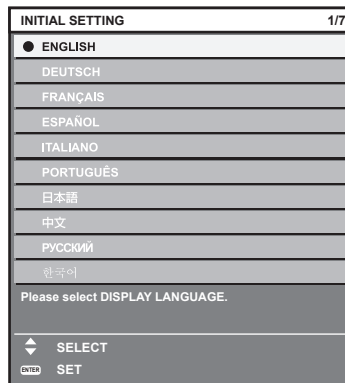 INITIAL SETTING 1/7
ENGLISH
DEUTSCH
FRANÇAIS
ESPAÑOL
ITALIANO
PORTUGUÊS
日本語
中文
РУССКИЙ
한국어
Please select DISPLAY LANGUAGE.
SELECT
ENTER SET